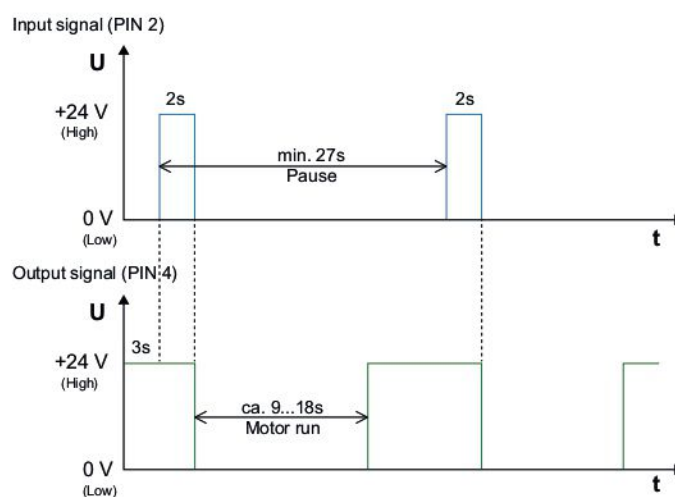 Input signal (PIN 2)
U
2s
2s
+24 V
(High)
min. 27s
Pause
0 V
(Low)
t
Output signal (PIN 4)
U
3s
+24 V
(High)
ca. 9...18s
Motor run
0 V
(Low)
t